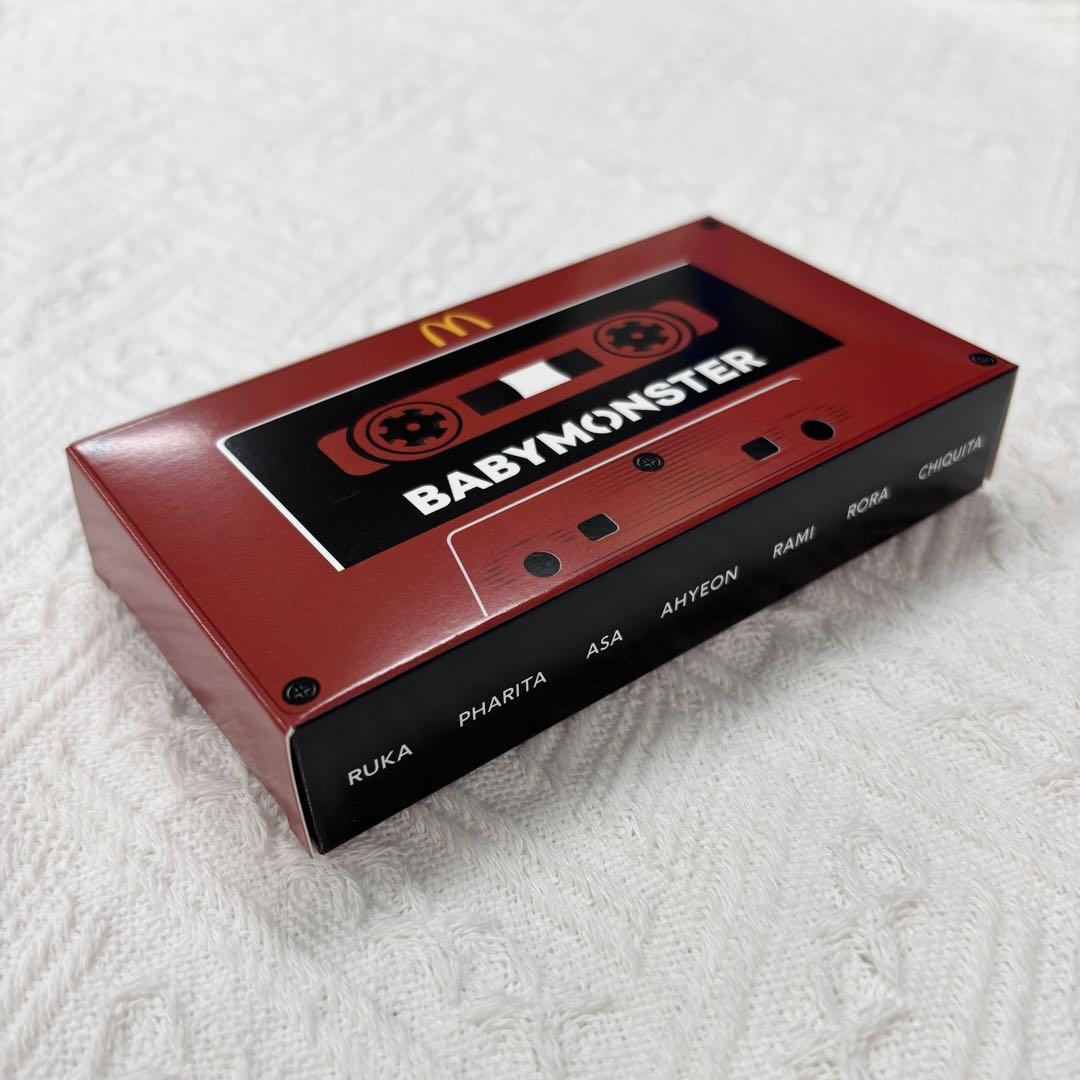 BABYMONSTER
RUKA PHARITA ASA AHYEON RAMI RORA CHIQUITA